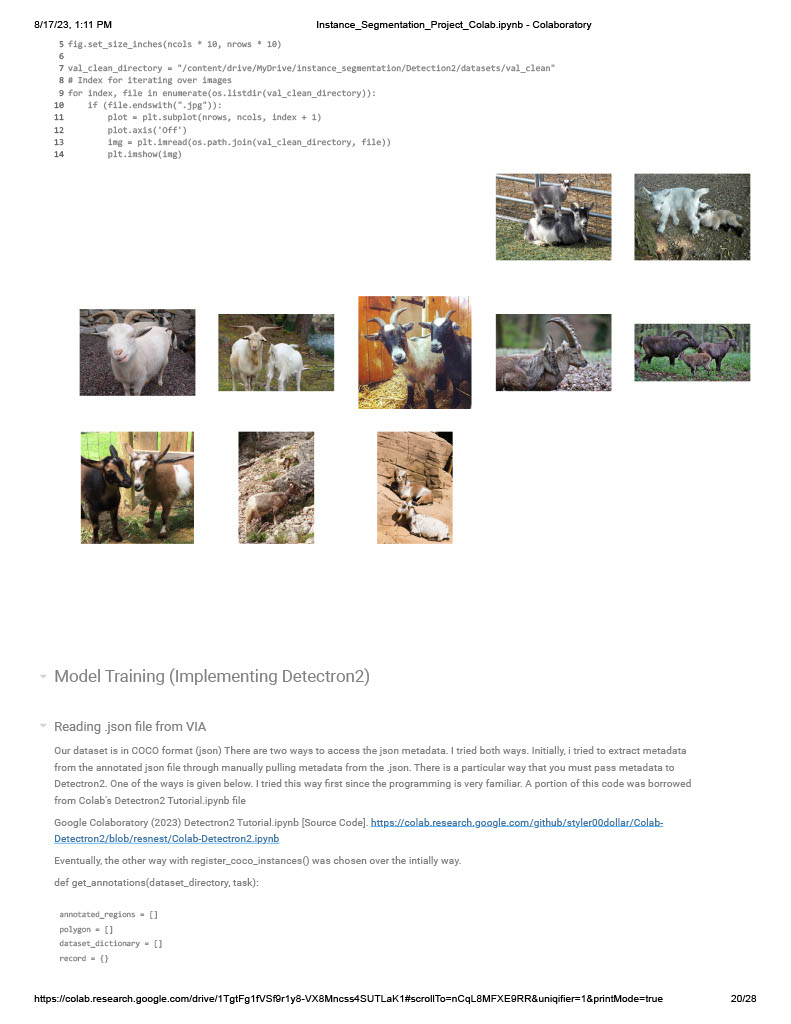 8/17/23, 1:11 PM Instance_Segmentation_Project_Colab.ipynb - Colaboratory
5 fig.set_size_inches(ncols * 10, nrows * 10)
6
7 val_clean_directory = "/content/drive/MyDrive/instance_segmentation/Detection2/datasets/val_clean"
8 # Index for iterating over images
9 for index, file in enumerate(os.listdir(val_clean_directory)):
10     if (file.endswith(".jpg")):
11         plot = plt.subplot(nrows, ncols, index + 1)
12         plot.axis('Off')
13         img = plt.imread(os.path.join(val_clean_directory, file))
14         plt.imshow(img)
Model Training (Implementing Detectron2)
Reading .json file from VIA
Our dataset is in COCO format (json) There are two ways to access the json metadata. I tried both ways. Initially, i tried to extract metadata
from the annotated json file through manually pulling metadata from the .json. There is a particular way that you must pass metadata to
Detectron2. One of the ways is given below. I tried this way first since the programming is very familiar. A portion of this code was borrowed
from Colab's Detectron2 Tutorial.ipynb file
Google Colaboratory (2023) Detectron2 Tutorial.ipynb [Source Code]. https://colab.research.google.com/github/styler00dollar/Colab-
Detectron2/blob/resnest/Colab-Detectron2.ipynb
Eventually, the other way with register_coco_instances() was chosen over the intially way.
def get_annotations(dataset_directory, task):
annotated_regions = []
polygon = []
dataset_dictionary = []
record = {}
https://colab.research.google.com/drive/1TgtFg1fVSf9r1y8-VX8Mncss4SUTLaK1#scrollTo=nCqL8MFXE9RR&uniqifier=1&printMode=true 20/28